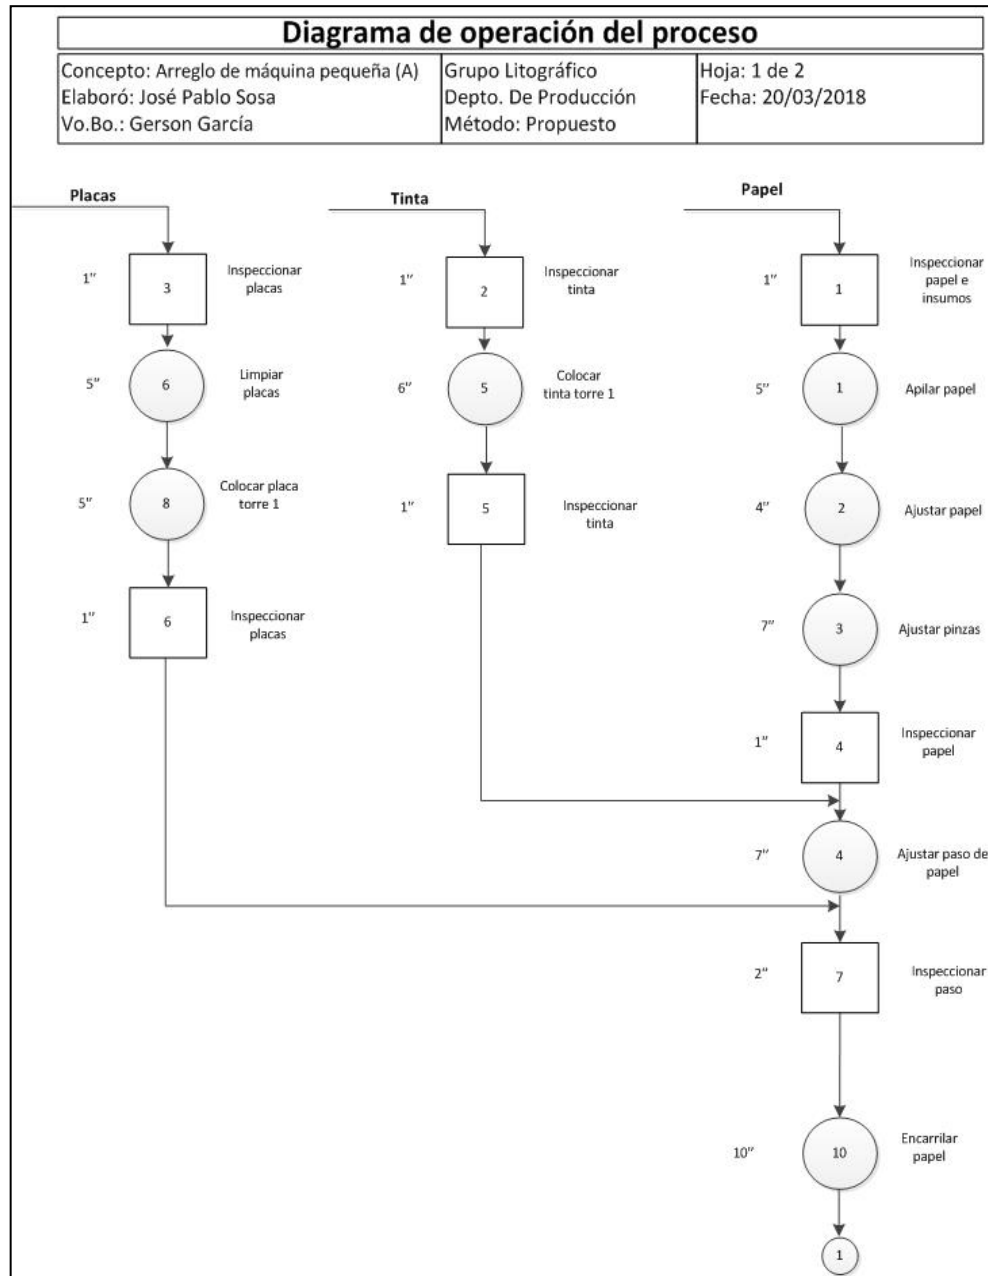 Diagrama de operación del proceso
Concepto: Arreglo de máquina pequeña (A)
Elaboró: José Pablo Sosa
Vo.Bo.: Gerson García
Grupo Litográfico
Depto. De Producción
Método: Propuesto
Hoja: 1 de 2
Fecha: 20/03/2018
Placas
1”
3
Inspeccionar
placas
5”
6
Limpiar
placas
5”
8
Colocar placa
torre 1
1”
6
Inspeccionar
placas
Tinta
1”
2
Inspeccionar
tinta
6”
5
Colocar
tinta torre 1
1”
5
Inspeccionar
tinta
Papel
1”
1
Inspeccionar
papel e
insumos
5”
1
Apilar papel
4”
2
Ajustar papel
7”
3
Ajustar pinzas
1”
4
Inspeccionar
papel
7”
4
Ajustar paso de
papel
2”
7
Inspeccionar
paso
10”
10
Encarrilar
papel
1